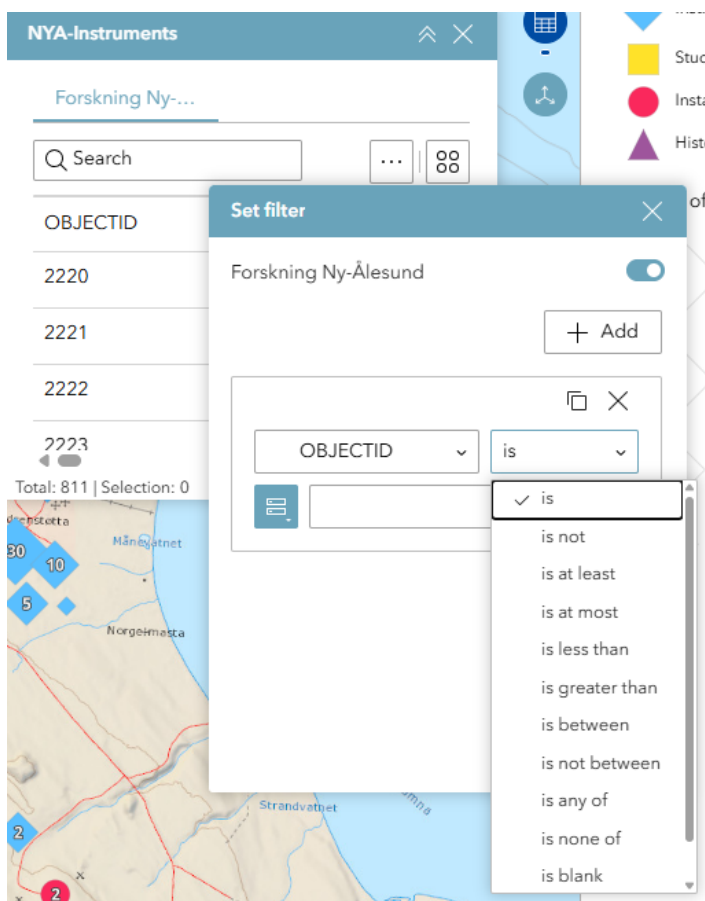 NYA-Instruments
Forskning Ny-...
Search
...
OBJECTID
2220
2221
2222
2223
Total: 811 | Selection: 0
Set filter
Forskning Ny-Ålesund
+ Add
OBJECTID
is
is
is not
is at least
is at most
is less than
is greater than
is between
is not between
is any of
is none of
is blank
Stud
Insta
Hist
of
30
10
Månevatnet
5
Norgeimasta
Strandvatnet
2
2